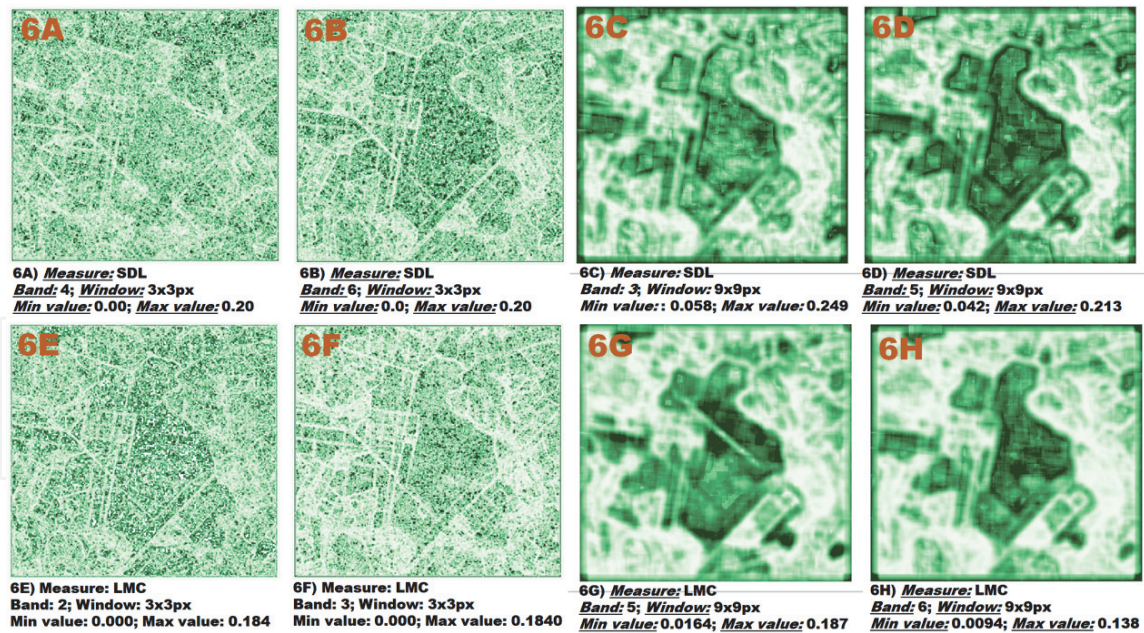 6A
6B
6C
6D
6A) Measure: SDL
Band: 4; Window: 3x3px
Min value: 0.00; Max value: 0.20
6B) Measure: SDL
Band: 6; Window: 3x3px
Min value: 0.0; Max value: 0.20
6C) Measure: SDL
Band: 3; Window: 9x9px
Min value: : 0.058; Max value: 0.249
6D) Measure: SDL
Band: 5; Window: 9x9px
Min value: 0.042; Max value: 0.213
6E
6F
6G
6H
6E) Measure: LMC
Band: 2; Window: 3x3px
Min value: 0.000; Max value: 0.184
6F) Measure: LMC
Band: 3; Window: 3x3px
Min value: 0.000; Max value: 0.1840
6G) Measure: LMC
Band: 5; Window: 9x9px
Min value: 0.0164; Max value: 0.187
6H) Measure: LMC
Band: 6; Window: 9x9px
Min value: 0.0094; Max value: 0.138